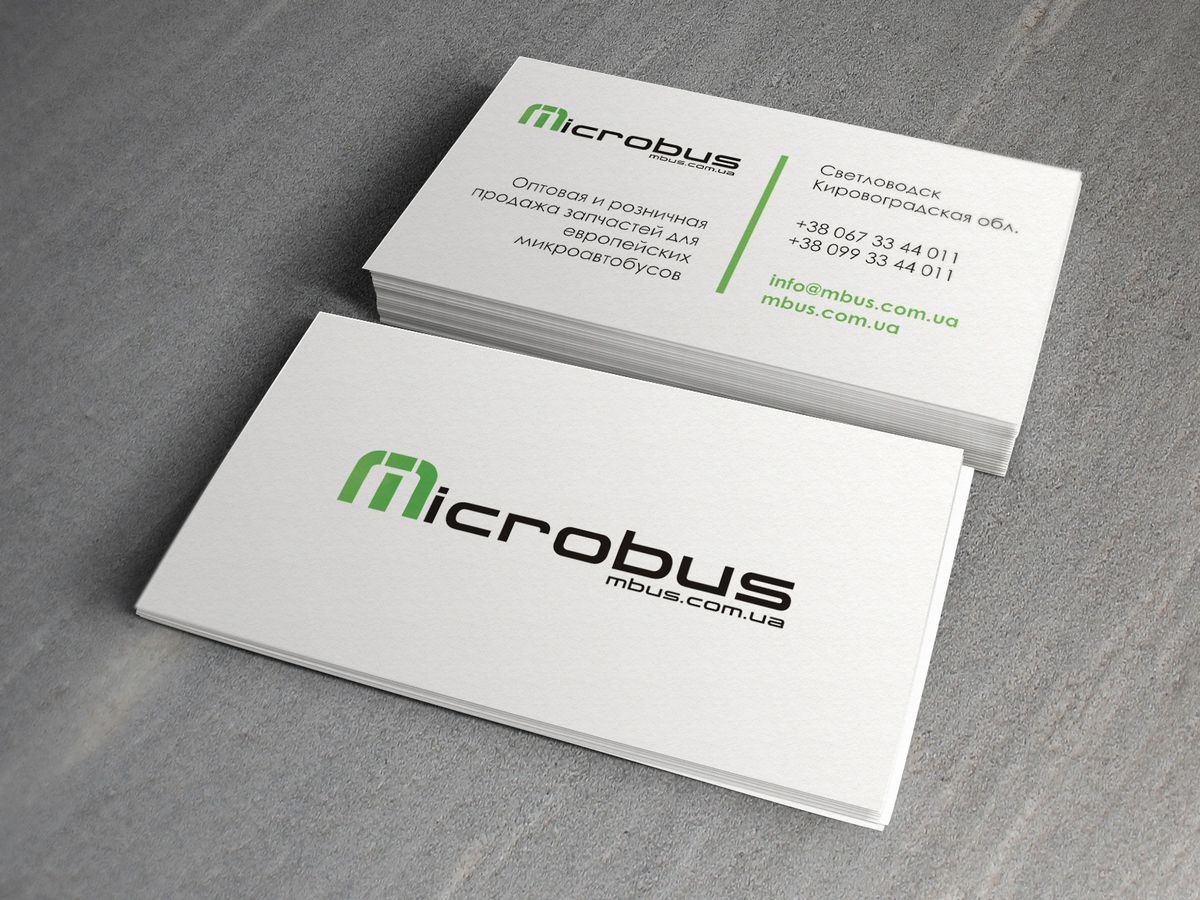 Microbus
mbus.com.ua
Оптовая и розничная
продажа запчастей для
европейских
микроавтобусов
Светловодск
Кировоградская обл.
+38 067 33 44 011
+38 099 33 44 011
info@mbus.com.ua
mbus.com.ua
Microbus
mbus.com.ua